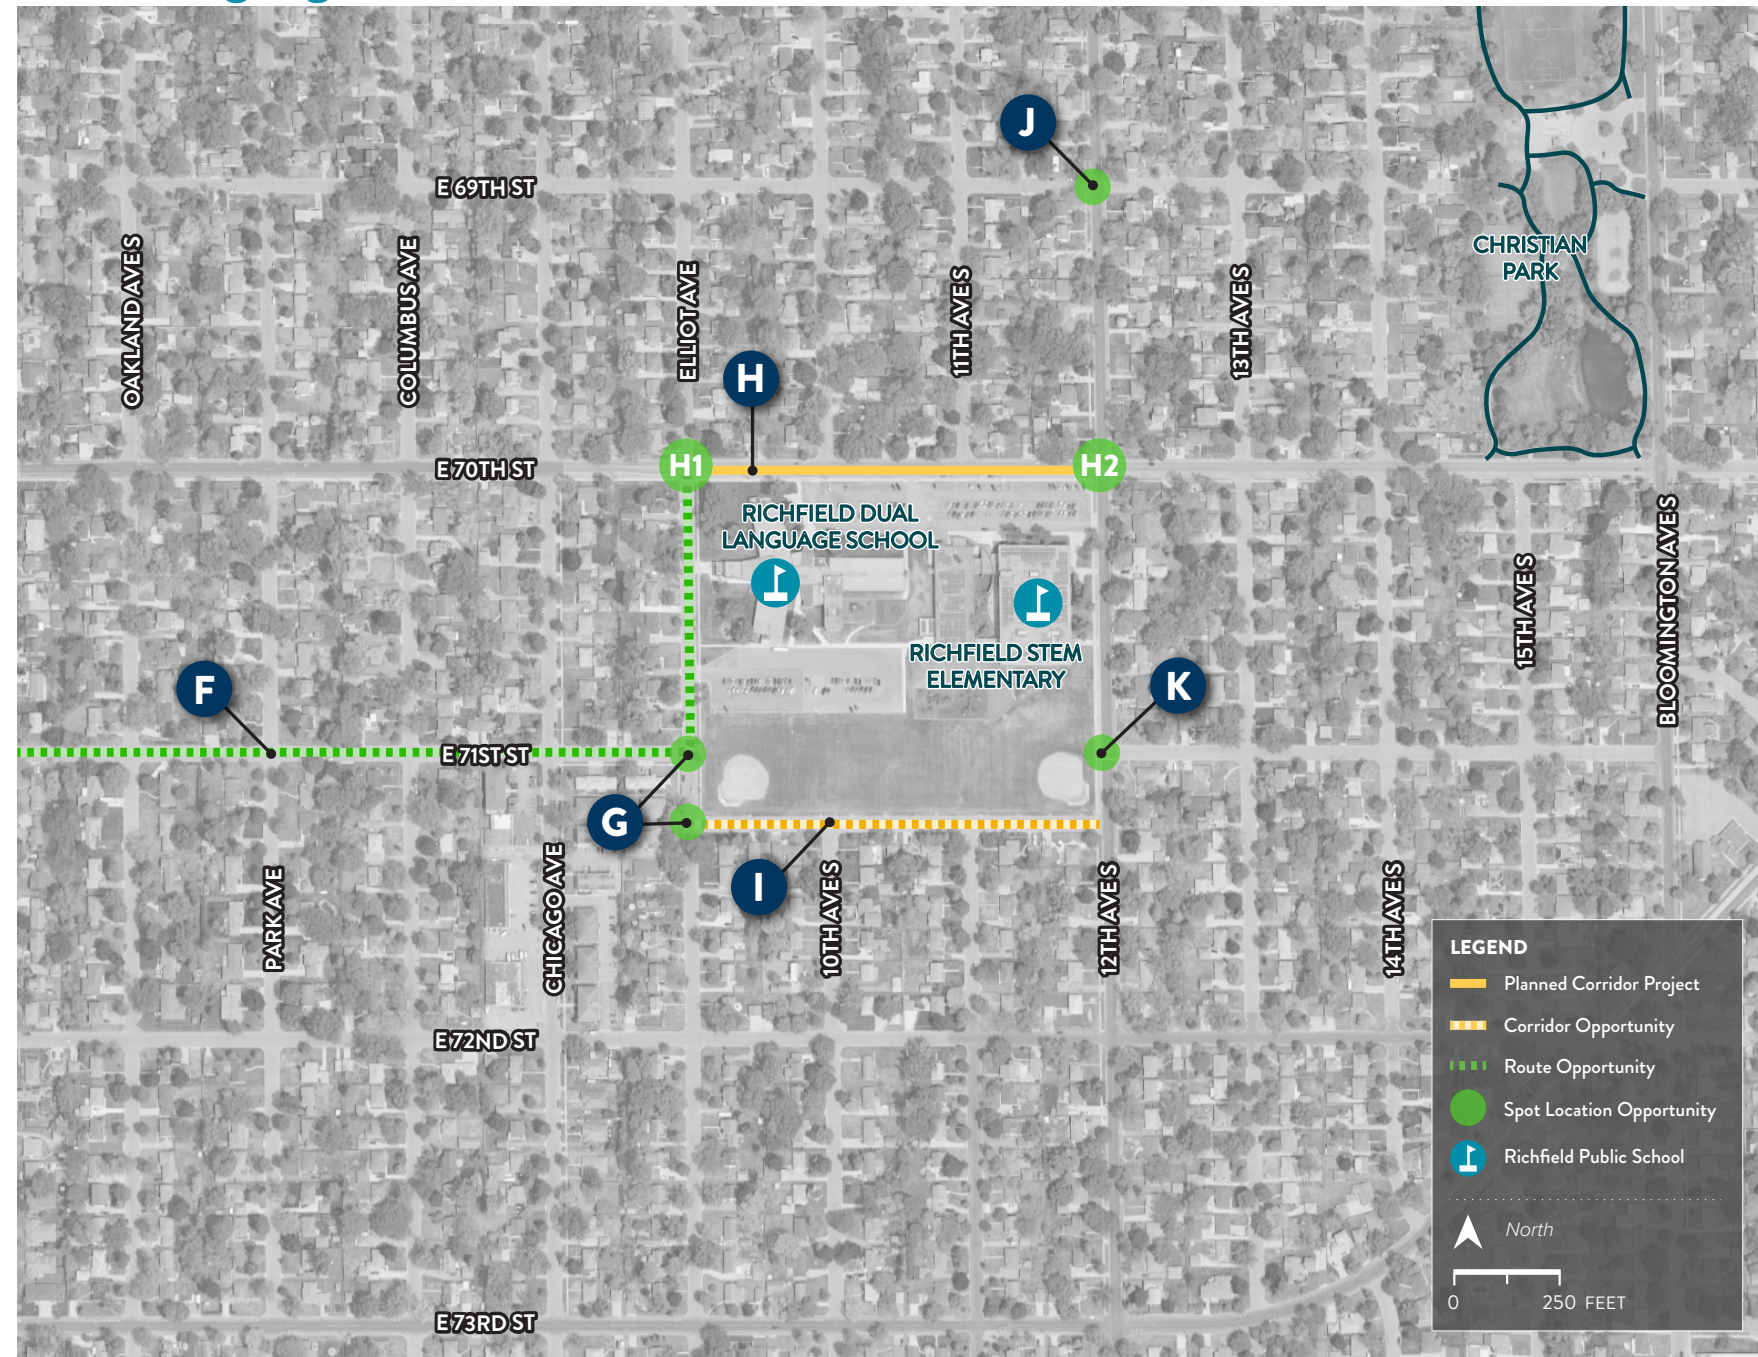 J
E 69TH ST
OAKLAND AVE S
COLUMBUS AVE
ELLIOT AVE
11TH AVE S
13TH AVE S
CHRISTIAN
PARK
H
E 70TH ST
H1
H2
RICHFIELD DUAL
LANGUAGE SCHOOL
RICHFIELD STEM
ELEMENTARY
15TH AVE S
BLOOMINGTON AVE S
F
K
E 71ST ST
G
I
PARK AVE
CHICAGO AVE
10TH AVE S
12TH AVE S
14TH AVE S
E 72ND ST
E 73RD ST
LEGEND
Planned Corridor Project
Corridor Opportunity
Route Opportunity
Spot Location Opportunity
Richfield Public School
North
0 250 FEET